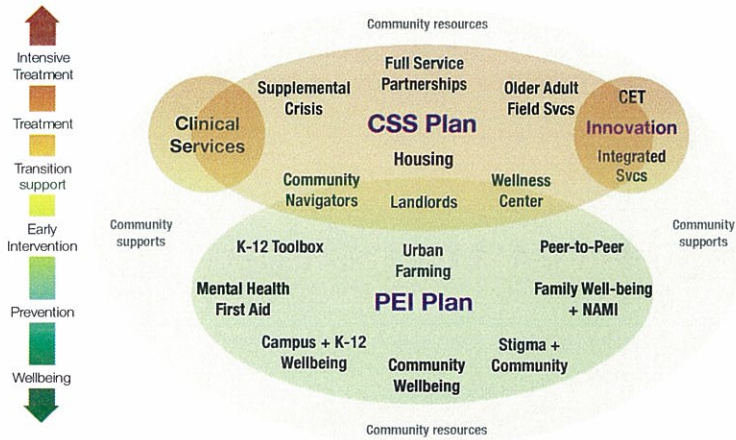 Community resources
Intensive
Treatment
Treatment
Transition
support
Early
Intervention
Prevention
Wellbeing
Full Service
Partnerships
Supplemental
Crisis
Older Adult
Field Svcs
CET
Clinical
Services
CSS Plan
Innovation
Housing
Integrated
Svcs
Community
Navigators
Landlords
Wellness
Center
Community
supports
Community
supports
K-12 Toolbox
Urban
Farming
Peer-to-Peer
Mental Health
First Aid
PEI Plan
Family Well-being
+ NAMI
Campus + K-12
Wellbeing
Community
Wellbeing
Stigma +
Community
Community resources